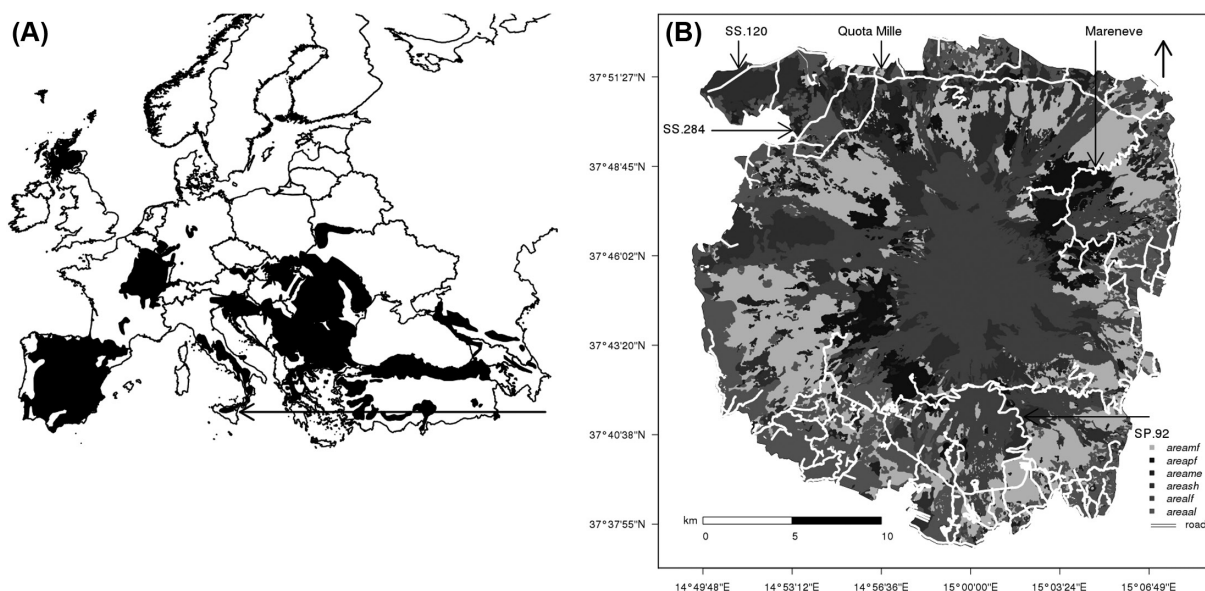 (A)
(B)
SS.120
Quota Mille
Mareneve
37°51'27"N
SS.284
37°48'45"N
37°46'02"N
37°43'20"N
37°40'38"N
SP.92
areamf
areapf
areame
areash
arealf
areaal
road
37°37'55"N
km
0
5
10
14°49'48"E
14°53'12"E
14°56'36"E
15°00'00"E
15°03'24"E
15°06'49"E